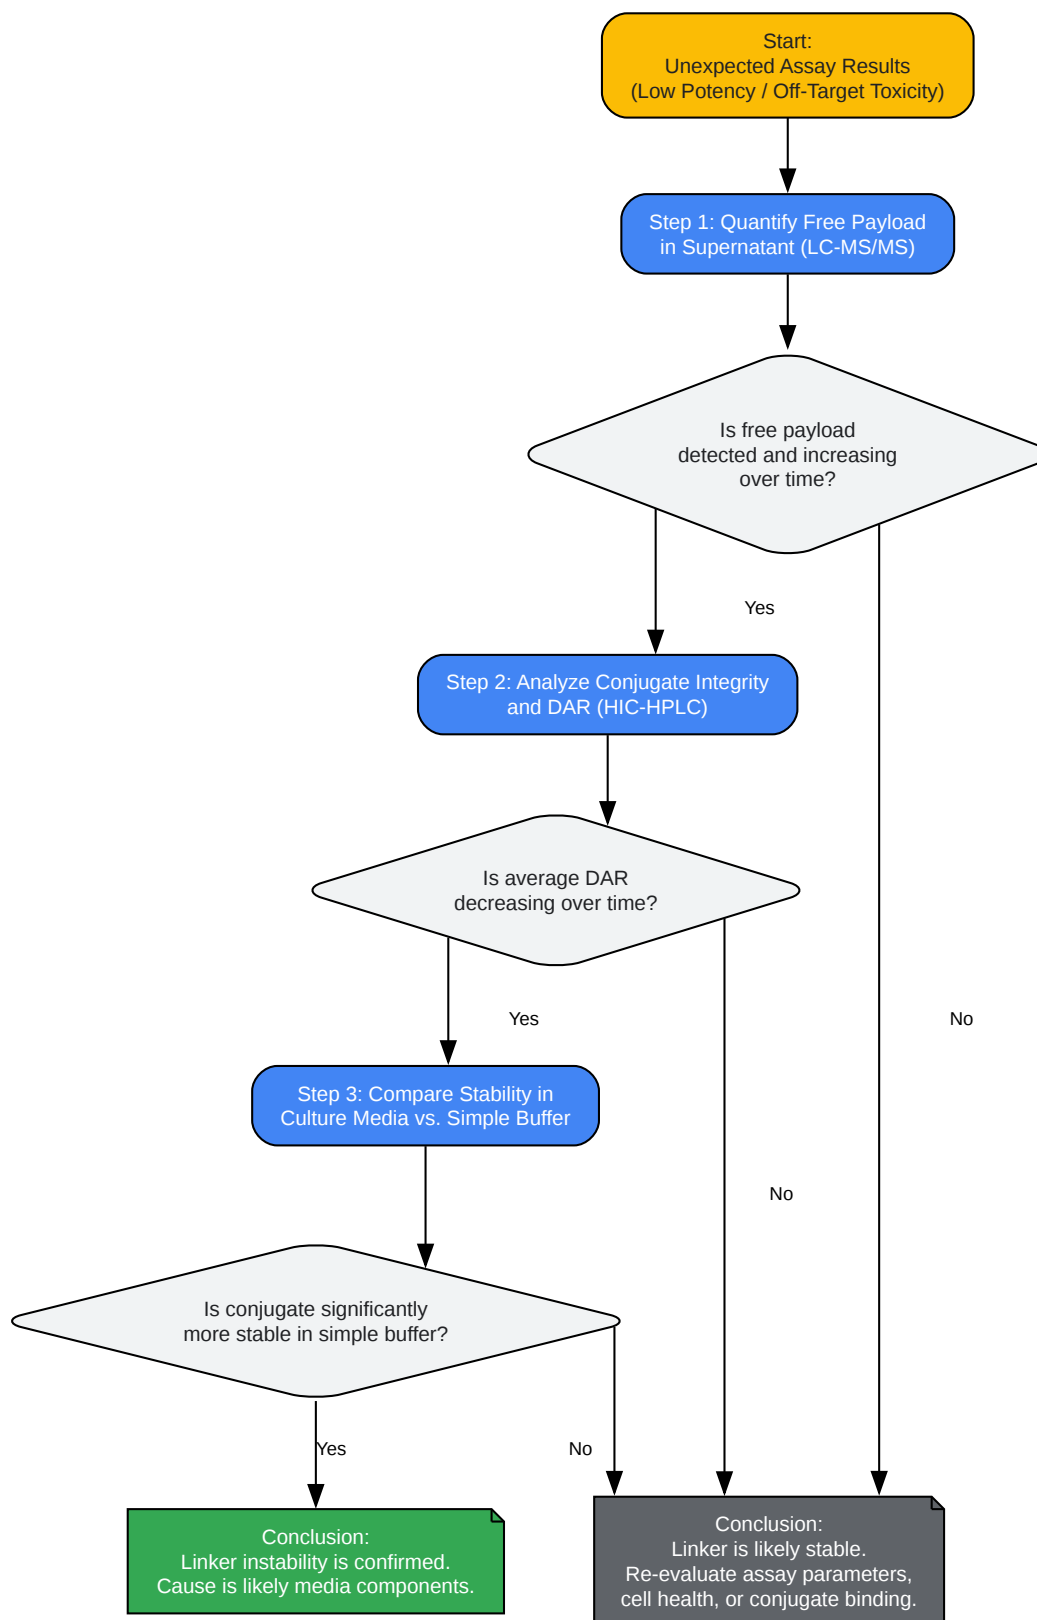 Start:
Unexpected Assay Results
(Low Potency / Off-Target Toxicity)
Step 1: Quantify Free Payload
in Supernatant (LC-MS/MS)
Is free payload
detected and increasing
over time?
Yes
Step 2: Analyze Conjugate Integrity
and DAR (HIC-HPLC)
Is average DAR
decreasing over time?
Yes
No
Step 3: Compare Stability in
Culture Media vs. Simple Buffer
No
Is conjugate significantly
more stable in simple buffer?
Yes
No
Conclusion:
Linker instability is confirmed.
Cause is likely media components.
Conclusion:
Linker is likely stable.
Re-evaluate assay parameters,
cell health, or conjugate binding.